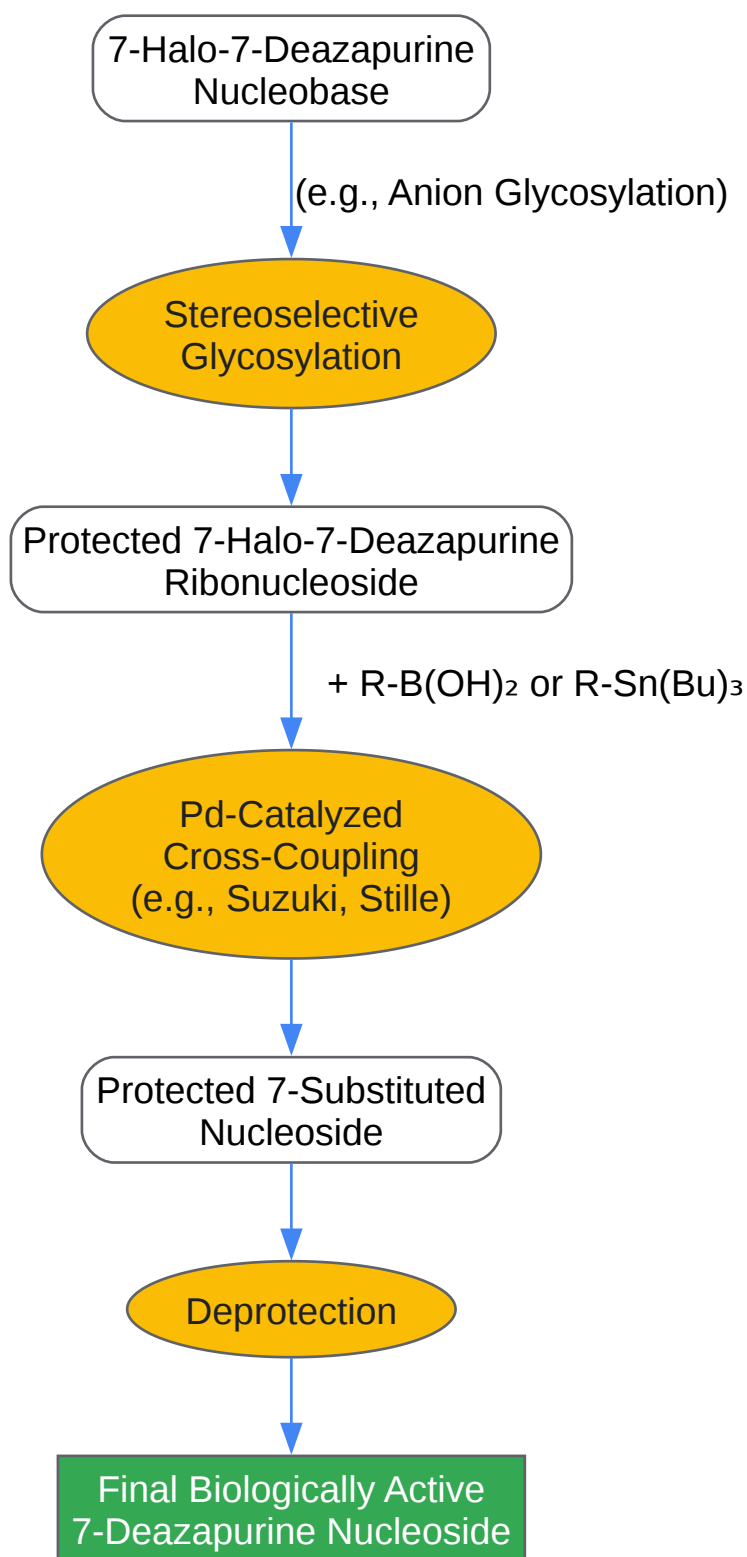 7-Halo-7-Deazapurine
Nucleobase
(e.g., Anion Glycosylation)
Stereoselective
Glycosylation
Protected 7-Halo-7-Deazapurine
Ribonucleoside
+ R-B(OH)₂ or R-Sn(Bu)₃
Pd-Catalyzed
Cross-Coupling
(e.g., Suzuki, Stille)
Protected 7-Substituted
Nucleoside
Deprotection
Final Biologically Active
7-Deazapurine Nucleoside